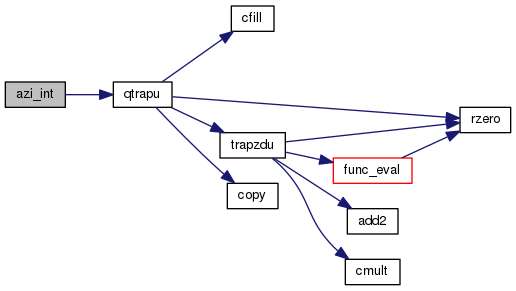 cfill
azi_int
qtrapu
rzero
trapzdu
func_eval
copy
add2
cmult